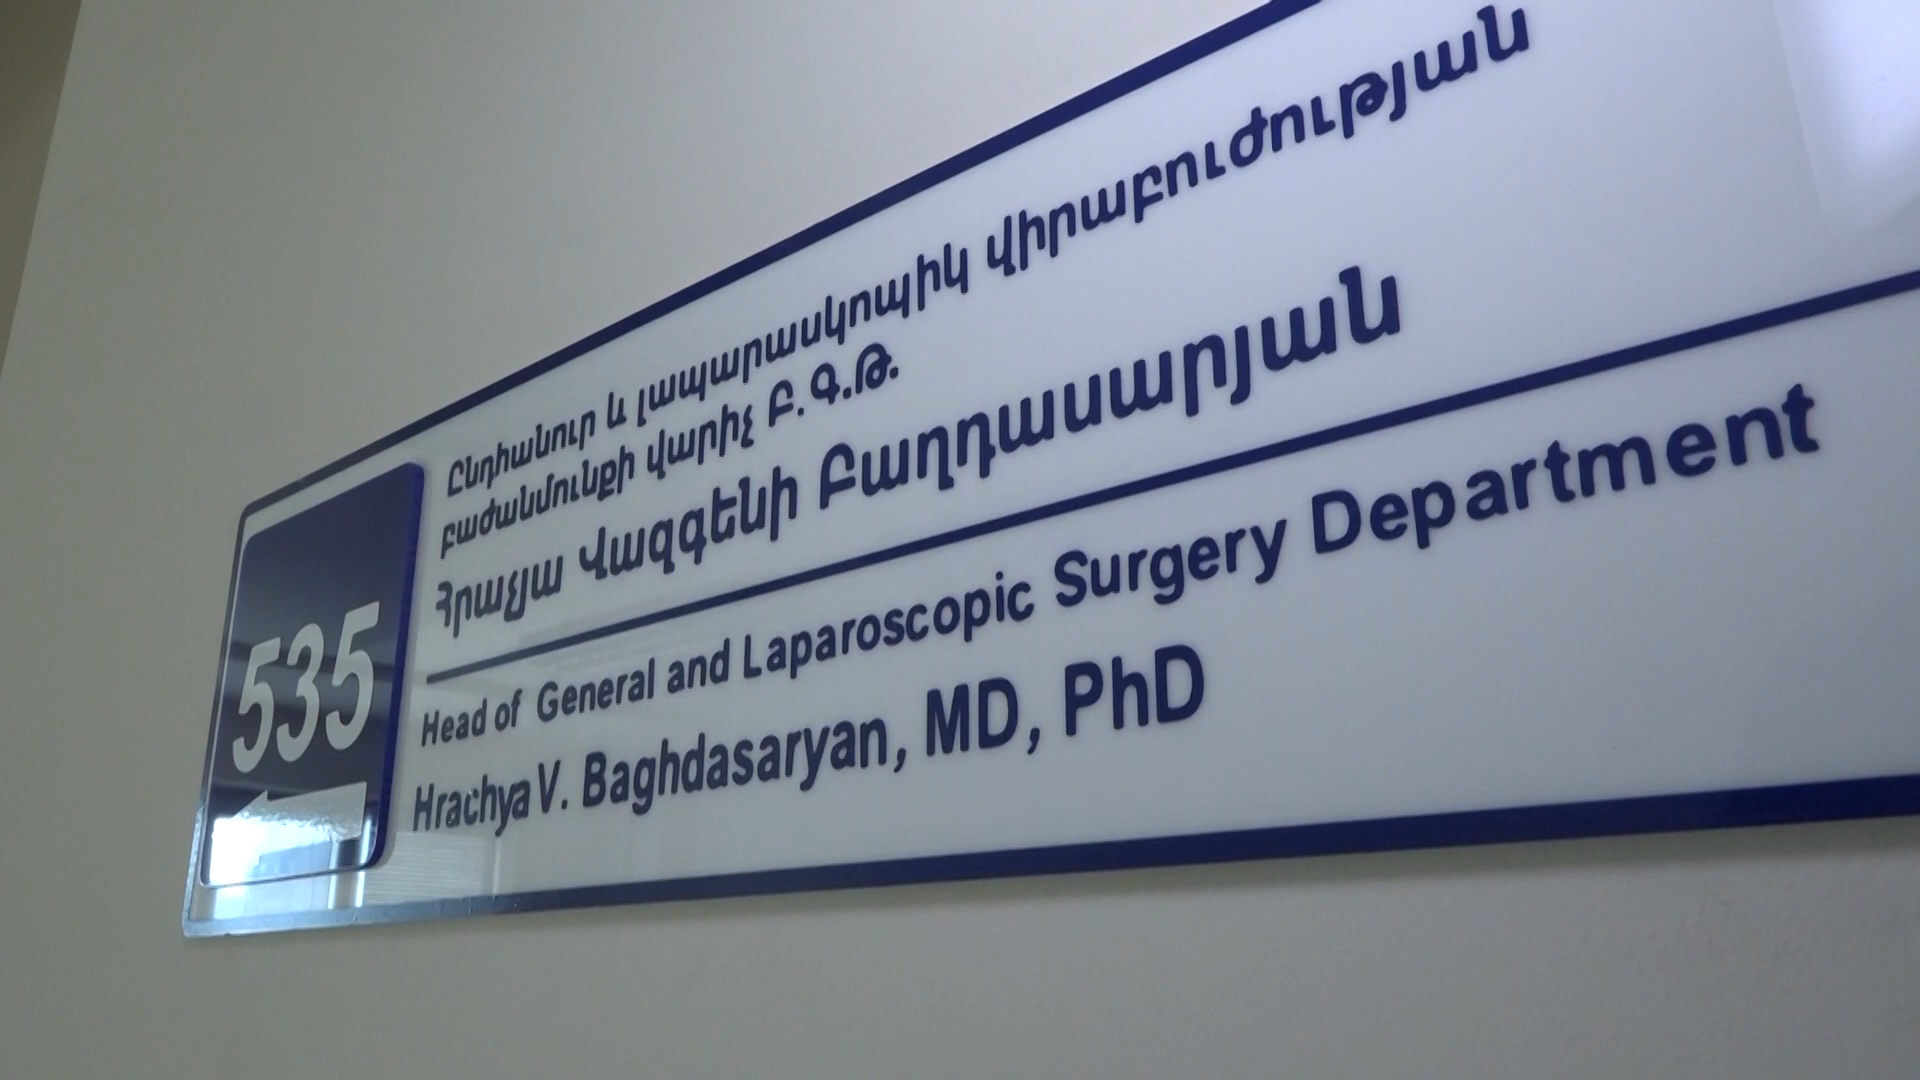 535
Ընդհանուր և լապարասկոպիկ վիրաբուժության
բաժանմունքի վարիչ Բ.Գ.Թ.
Հրաչյա Վազգենի Բաղդասարյան
Head of General and Laparoscopic Surgery Department
Hrachya V. Baghdasaryan, MD, PhD